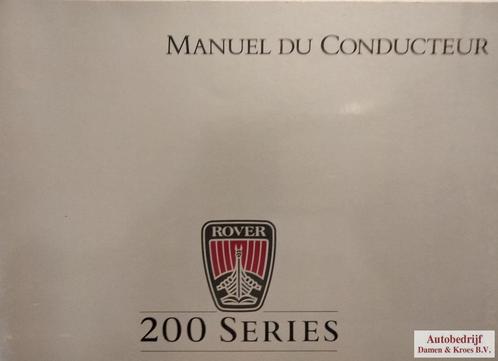 MANUEL DU CONDUCTEUR
ROVER
200 SERIES
Autobedrijf
Damen & Kroes B.V.